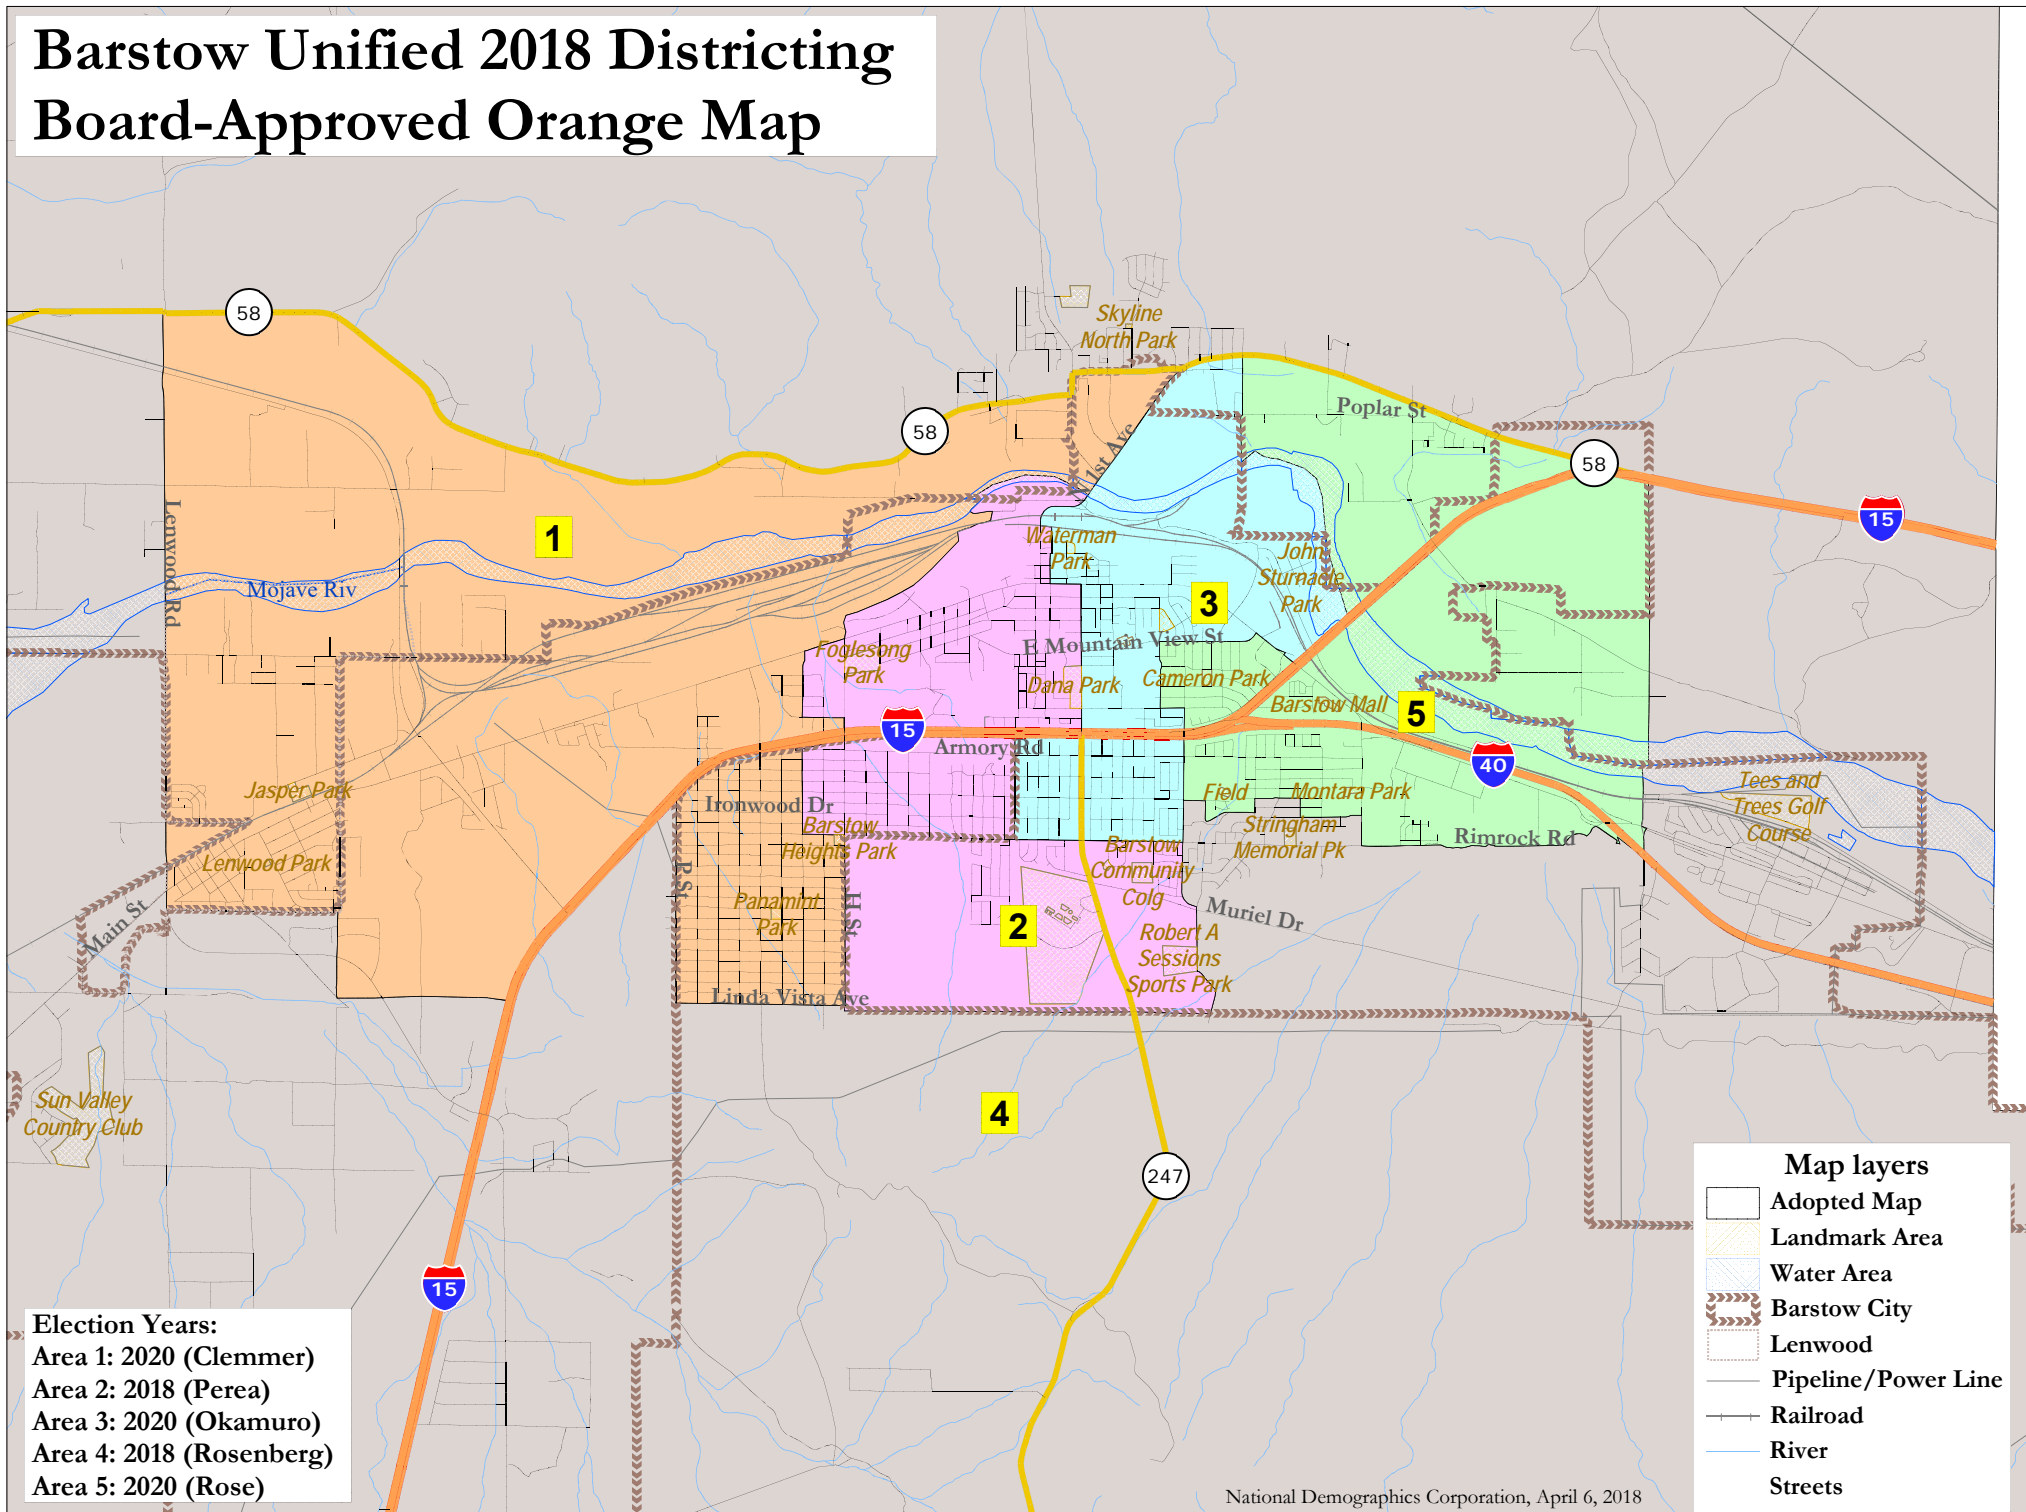 Barstow Unified 2018 Districting
Board-Approved Orange Map
58
Skyline
North Park
Poplar St
58
N 1st Ave
58
15
Lenwood Rd
1
Waterman
Park
John
Sturnacle
Park
Mojave Riv
3
E Mountain View St
Foglesong
Park
Dana Park
Cameron Park
Barstow Mall
5
15
Armory Rd
40
Jasper Park
Ironwood Dr
Field
Montara Park
Tees and
Trees Golf
Course
Barstow
Heights Park
Stringham
Memorial Pk
Rimrock Rd
Lenwood Park
Barstow
Community
Colg
P St
Panamint
Park
H St
2
Muriel Dr
Main St
Robert A
Sessions
Sports Park
Linda Vista Ave
Sun Valley
Country Club
4
247
15
Map layers
Adopted Map
Landmark Area
Water Area
Barstow City
Lenwood
Pipeline/Power Line
Railroad
River
Streets
Election Years:
Area 1: 2020 (Clemmer)
Area 2: 2018 (Perea)
Area 3: 2020 (Okamuro)
Area 4: 2018 (Rosenberg)
Area 5: 2020 (Rose)
National Demographics Corporation, April 6, 2018